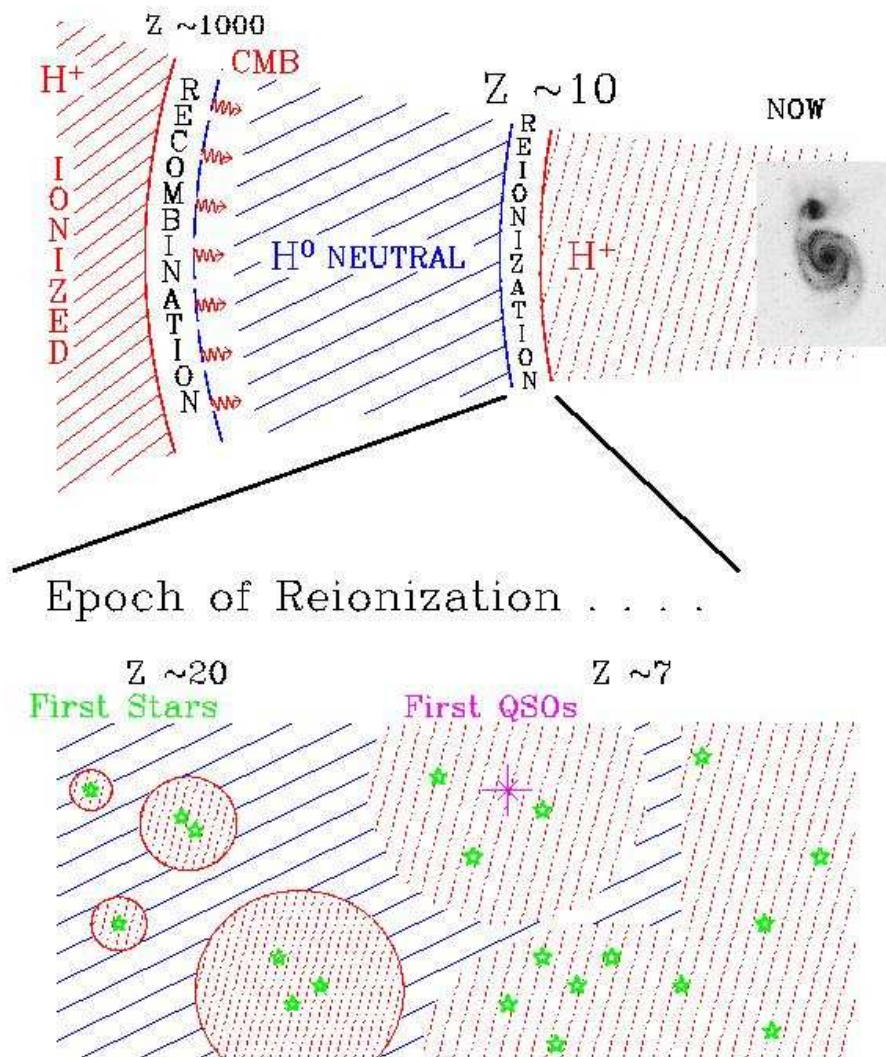 Z ~1000
H+
CMB
Z ~10
NOW
IONIZED
RECOMBINATION
H0 NEUTRAL
REIONIZATION
H+
Epoch of Reionization . . . .
Z ~20
Z ~7
First Stars
First QSOs